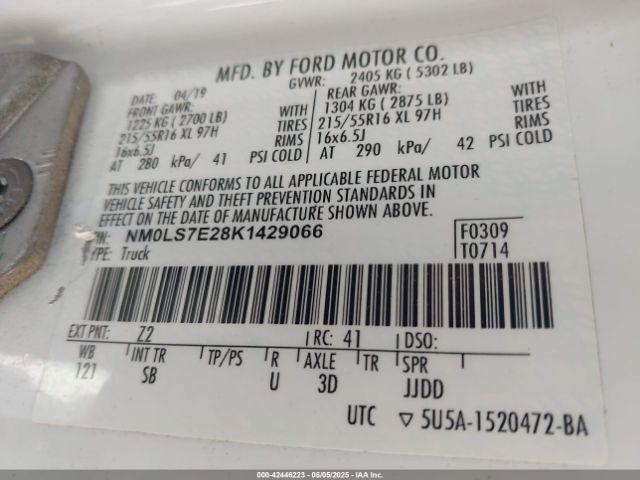 MFD. BY FORD MOTOR CO.
DATE: 04/19 GVWR: 2405 KG ( 5302 LB)
FRONT GAWR: REAR GAWR:
1225 KG ( 2700 LB) WITH 1304 KG ( 2875 LB) WITH
215/55R16 XL 97H TIRES 215/55R16 XL 97H TIRES
16x6.5J RIMS 16x6.5J RIMS
AT 280 kPa/ 41 PSI COLD AT 290 kPa/ 42 PSI COLD
THIS VEHICLE CONFORMS TO ALL APPLICABLE FEDERAL MOTOR
VEHICLE SAFETY AND THEFT PREVENTION STANDARDS IN
EFFECT ON THE DATE OF MANUFACTURE SHOWN ABOVE.
NM0LS7E28K1429066 F0309
TYPE: Truck T0714
EXT PNT: Z2 RC: 41 DSO:
WB INT TR TP/PS R AXLE TR SPR
121 SB U 3D JJDD
UTC ▽ 5U5A-1520472-BA
00-42446223 - 06/05/2025 - IAAI.com